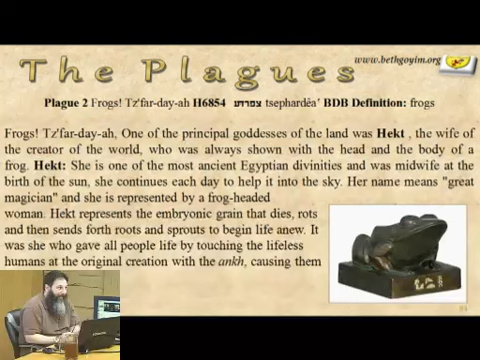 www.bethgoyim.org
The Plagues
Plague 2 Frogs! Tz'far-day-ah H6854 צפרדע tsephardêa‛ BDB Definition: frogs
Frogs! Tz'far-day-ah, One of the principal goddesses of the land was Hekt , the wife of
the creator of the world, who was always shown with the head and the body of a
frog. Hekt: She is one of the most ancient Egyptian divinities and was midwife at the
birth of the sun, she continues each day to help it into the sky. Her name means "great
magician" and she is represented by a frog-headed
woman. Hekt represents the embryonic grain that dies, rots
and then sends forth roots and sprouts to begin life anew. It
was she who gave all people life by touching the lifeless
humans at the original creation with the ankh, causing them